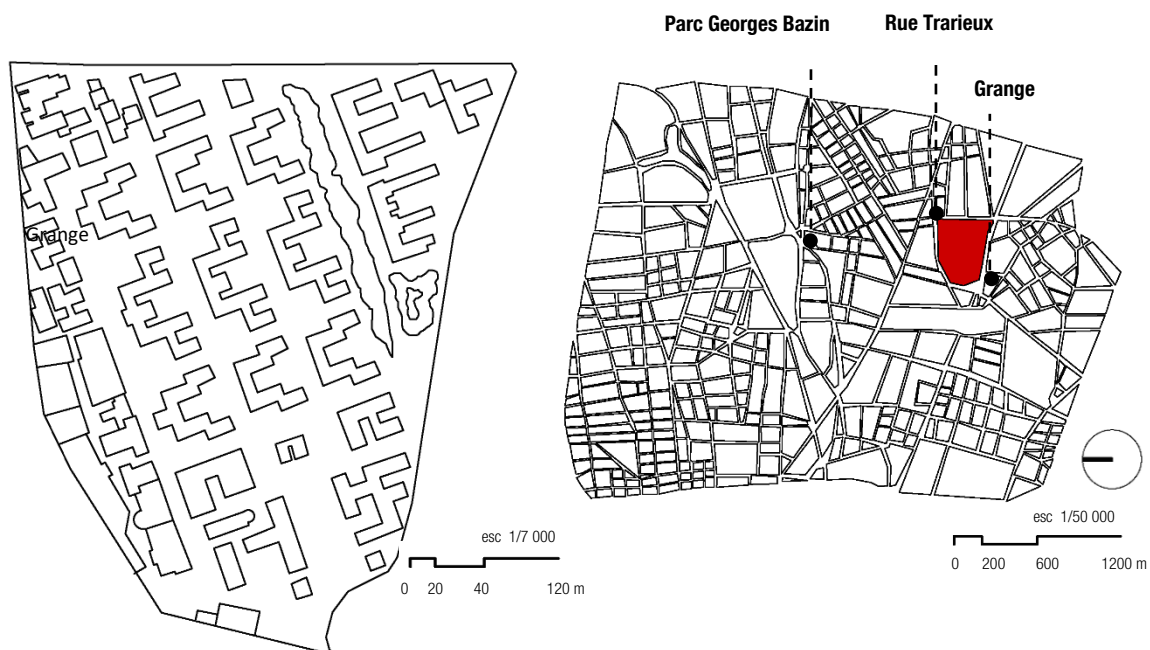 Parc Georges Bazin
Rue Trarieux
Grange
Grange
esc 1/7 000
0 20 40 120 m
esc 1/50 000
0 200 600 1200 m